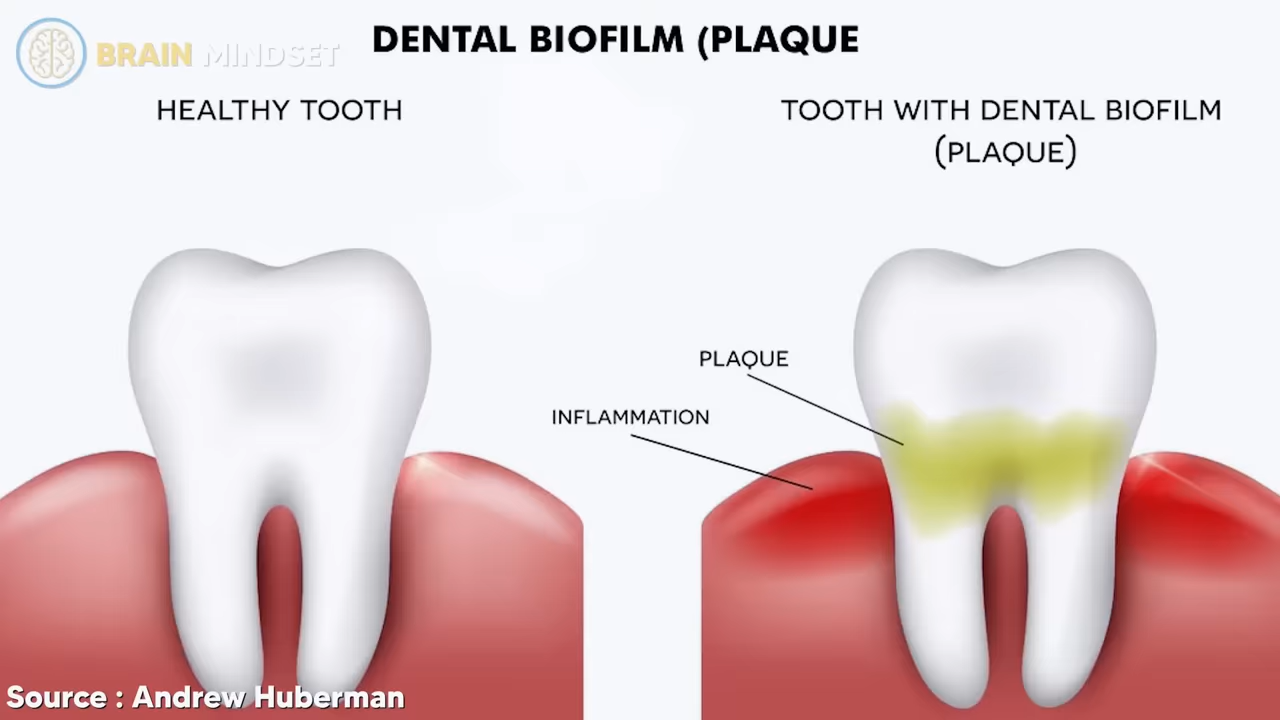 BRAIN MINDSET
DENTAL BIOFILM (PLAQUE
HEALTHY TOOTH
TOOTH WITH DENTAL BIOFILM
(PLAQUE)
PLAQUE
INFLAMMATION
Source : Andrew Huberman